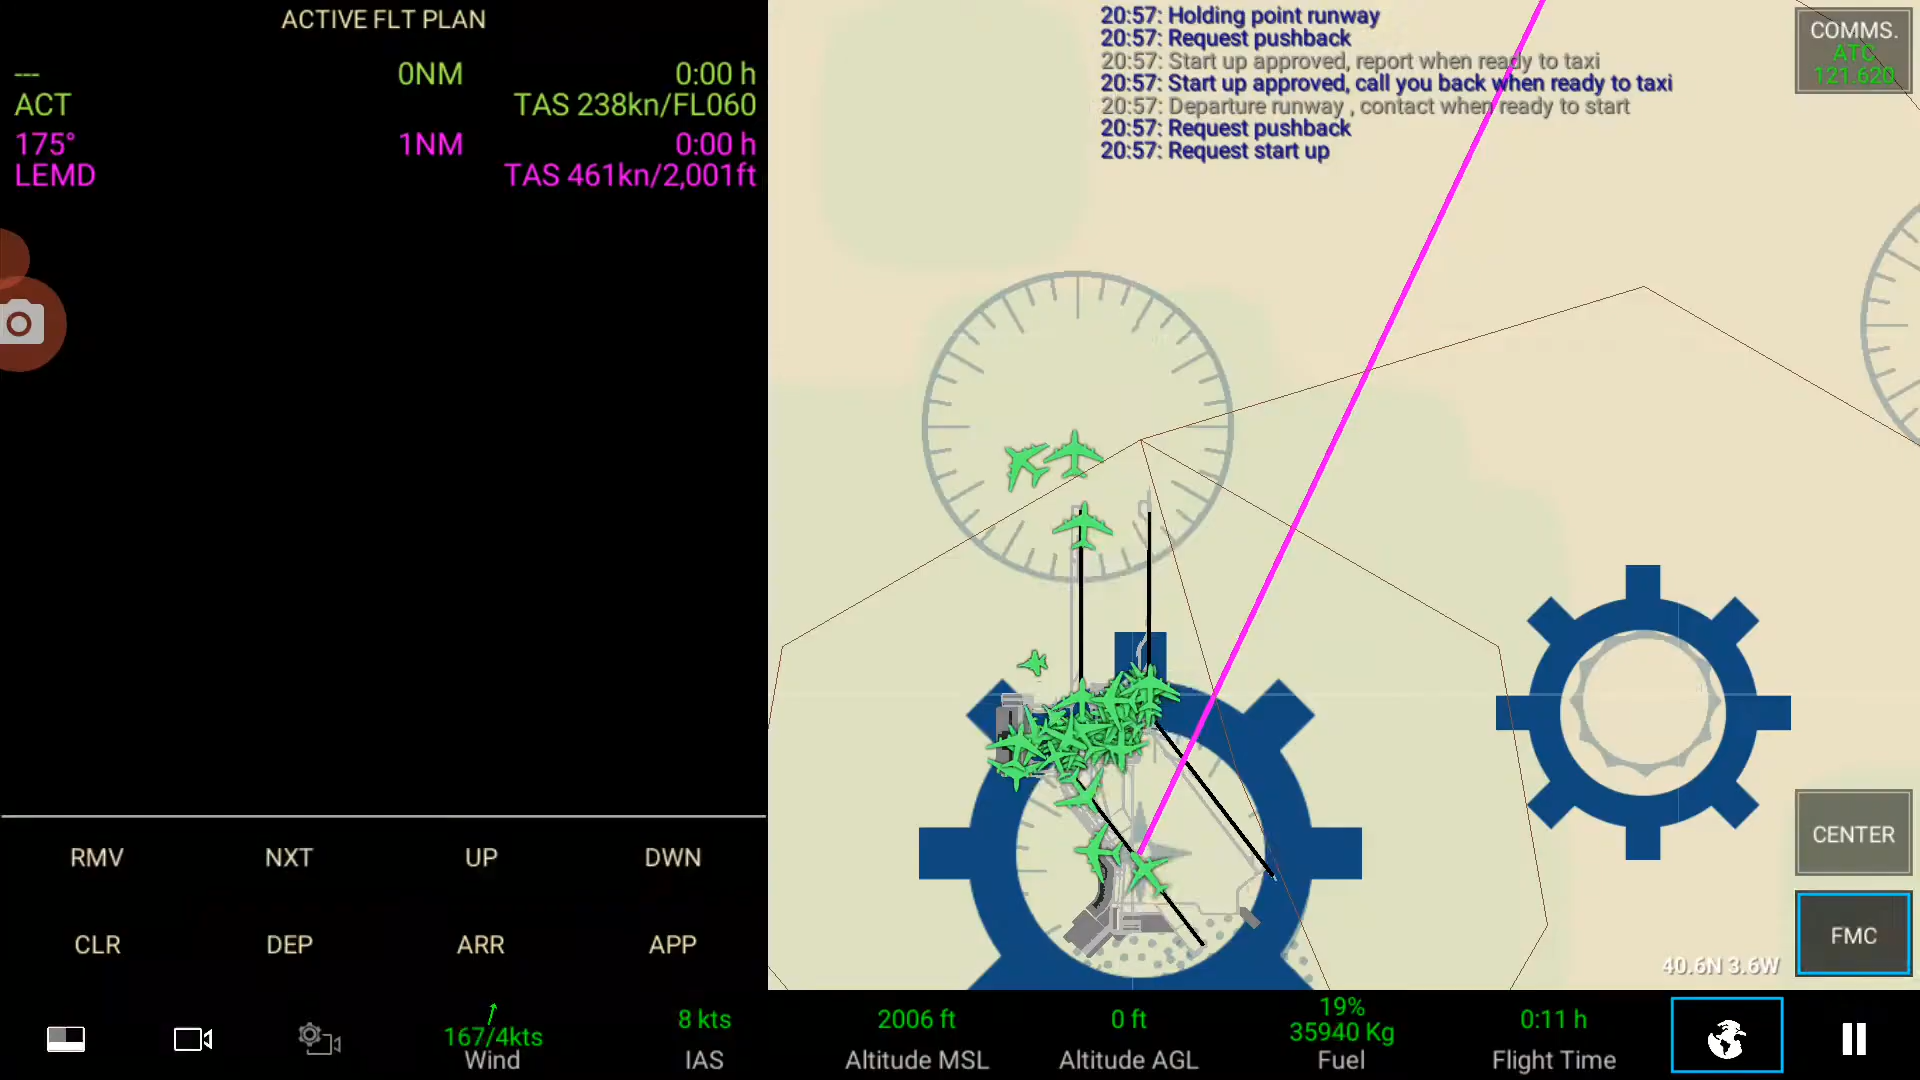 ACTIVE FLT PLAN
--- 0NM 0:00 h
ACT TAS 238kn/FL060
175° 1NM 0:00 h
LEMD TAS 461kn/2,001ft
20:57: Holding point runway
20:57: Request pushback
20:57: Start up approved, report when ready to taxi
20:57: Start up approved, call you back when ready to taxi
20:57: Departure runway , contact when ready to start
20:57: Request pushback
20:57: Request start up
COMMS.
ATC
121.620
RMV NXT UP DWN
CLR DEP ARR APP
CENTER
FMC
40.6N 3.6W
167/4kts
Wind
8 kts
IAS
2006 ft
Altitude MSL
0 ft
Altitude AGL
19%
35940 Kg
Fuel
0:11 h
Flight Time